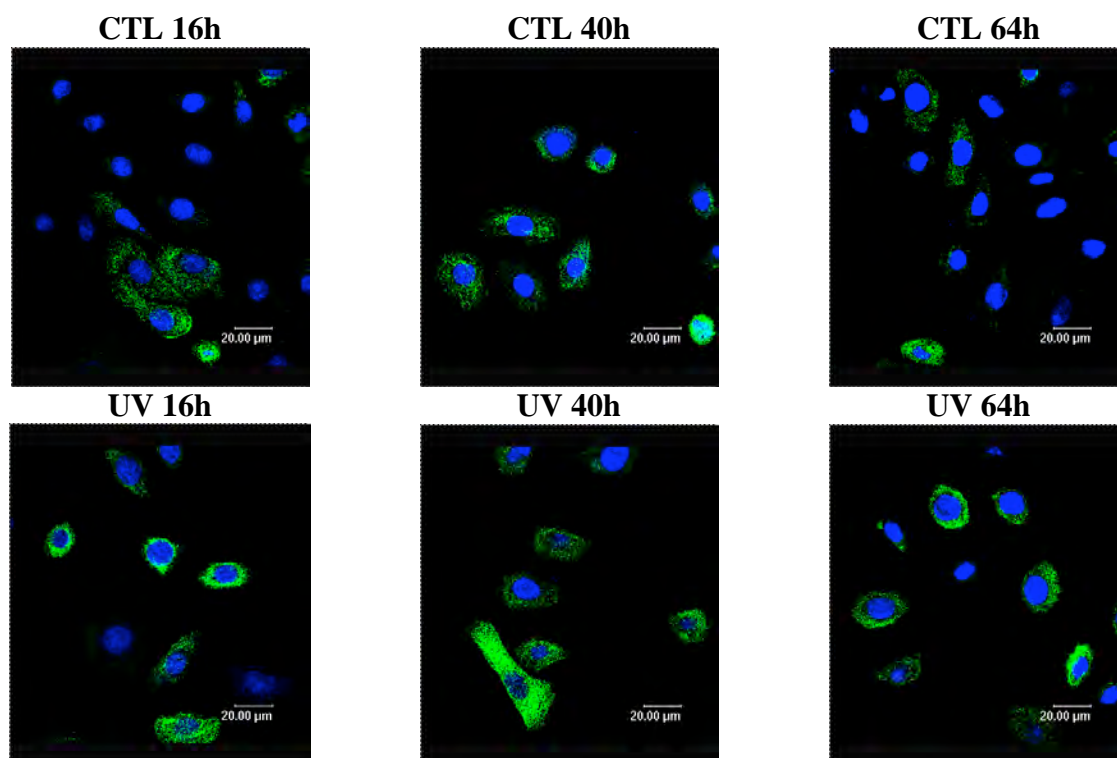 CTL 16h
CTL 40h
CTL 64h
20.00 µm
20.00 µm
20.00 µm
UV 16h
UV 40h
UV 64h
20.00 µm
20.00 µm
20.00 µm